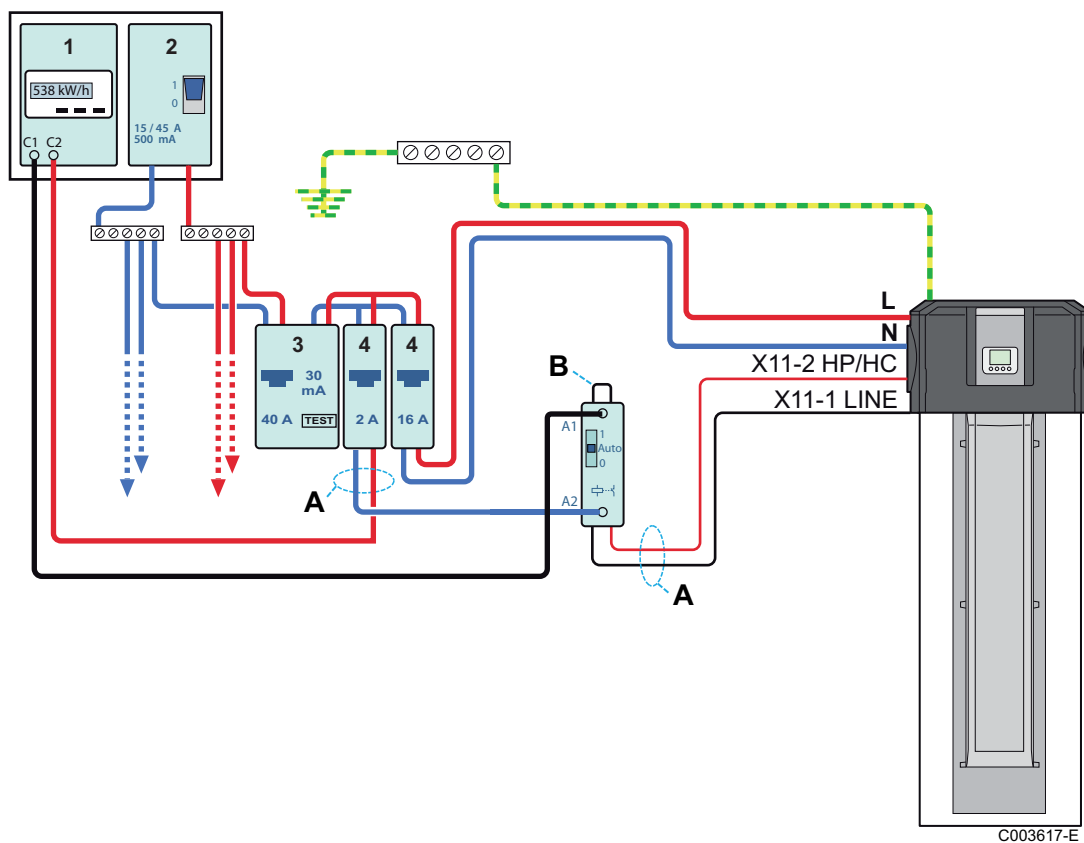 1
2
538 kW/h
1
0
15 / 45 A
500 mA
C1 C2
L
N
X11-2 HP/HC
X11-1 LINE
3
4
4
30
mA
40 A
TEST
2 A
16 A
B
A1
1
Auto
0
A2
A
A
C003617-E